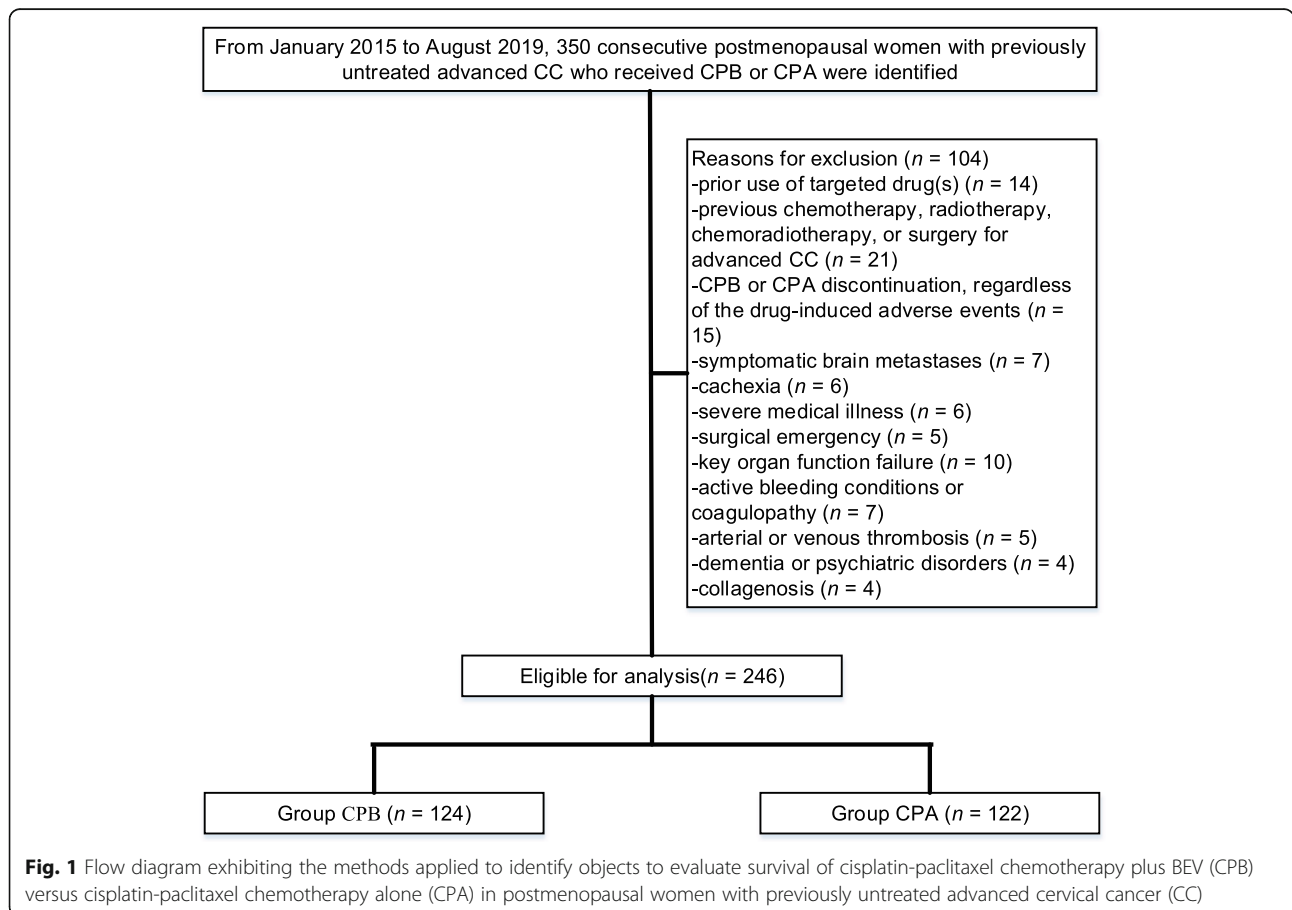 From January 2015 to August 2019, 350 consecutive postmenopausal women with previously
untreated advanced CC who received CPB or CPA were identified
Reasons for exclusion (n = 104)
-prior use of targeted drug(s) (n = 14)
-previous chemotherapy, radiotherapy,
chemoradiotherapy, or surgery for
advanced CC (n = 21)
-CPB or CPA discontinuation, regardless
of the drug-induced adverse events (n =
15)
-symptomatic brain metastases (n = 7)
-cachexia (n = 6)
-severe medical illness (n = 6)
-surgical emergency (n = 5)
-key organ function failure (n = 10)
-active bleeding conditions or
coagulopathy (n = 7)
-arterial or venous thrombosis (n = 5)
-dementia or psychiatric disorders (n = 4)
-collagenosis (n = 4)
Eligible for analysis(n = 246)
Group CPB (n = 124)
Group CPA (n = 122)
Fig. 1 Flow diagram exhibiting the methods applied to identify objects to evaluate survival of cisplatin-paclitaxel chemotherapy plus BEV (CPB)
versus cisplatin-paclitaxel chemotherapy alone (CPA) in postmenopausal women with previously untreated advanced cervical cancer (CC)